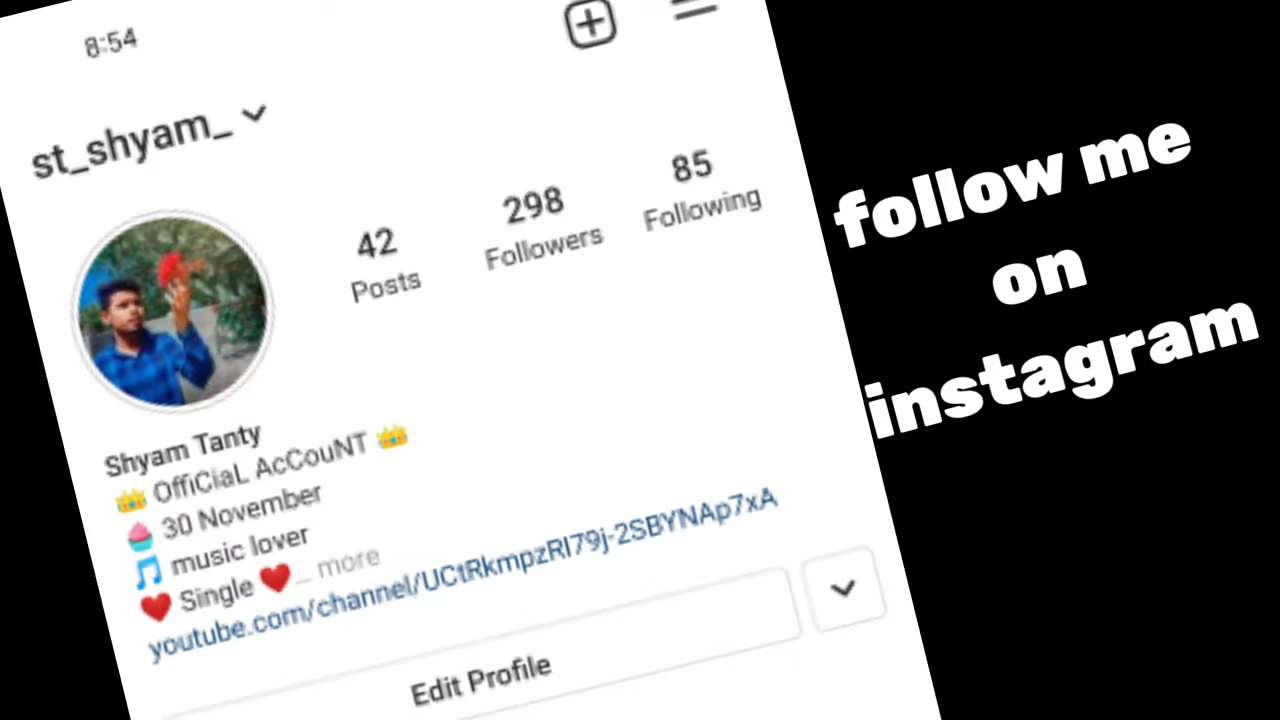 8:54
st_shyam_
42
Posts
298
Followers
85
Following
Shyam Tanty
👑 OffiCiaL AcCouNT 👑
🧁 30 November
🎵 music lover
❤️ Single ❤️... more
youtube.com/channel/UCtRkmpzRI79j-2SBYNAp7xA
Edit Profile
follow me
on
instagram